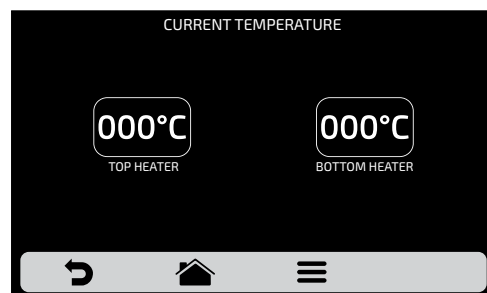 CURRENT TEMPERATURE
000°C 000°C
TOP HEATER BOTTOM HEATER